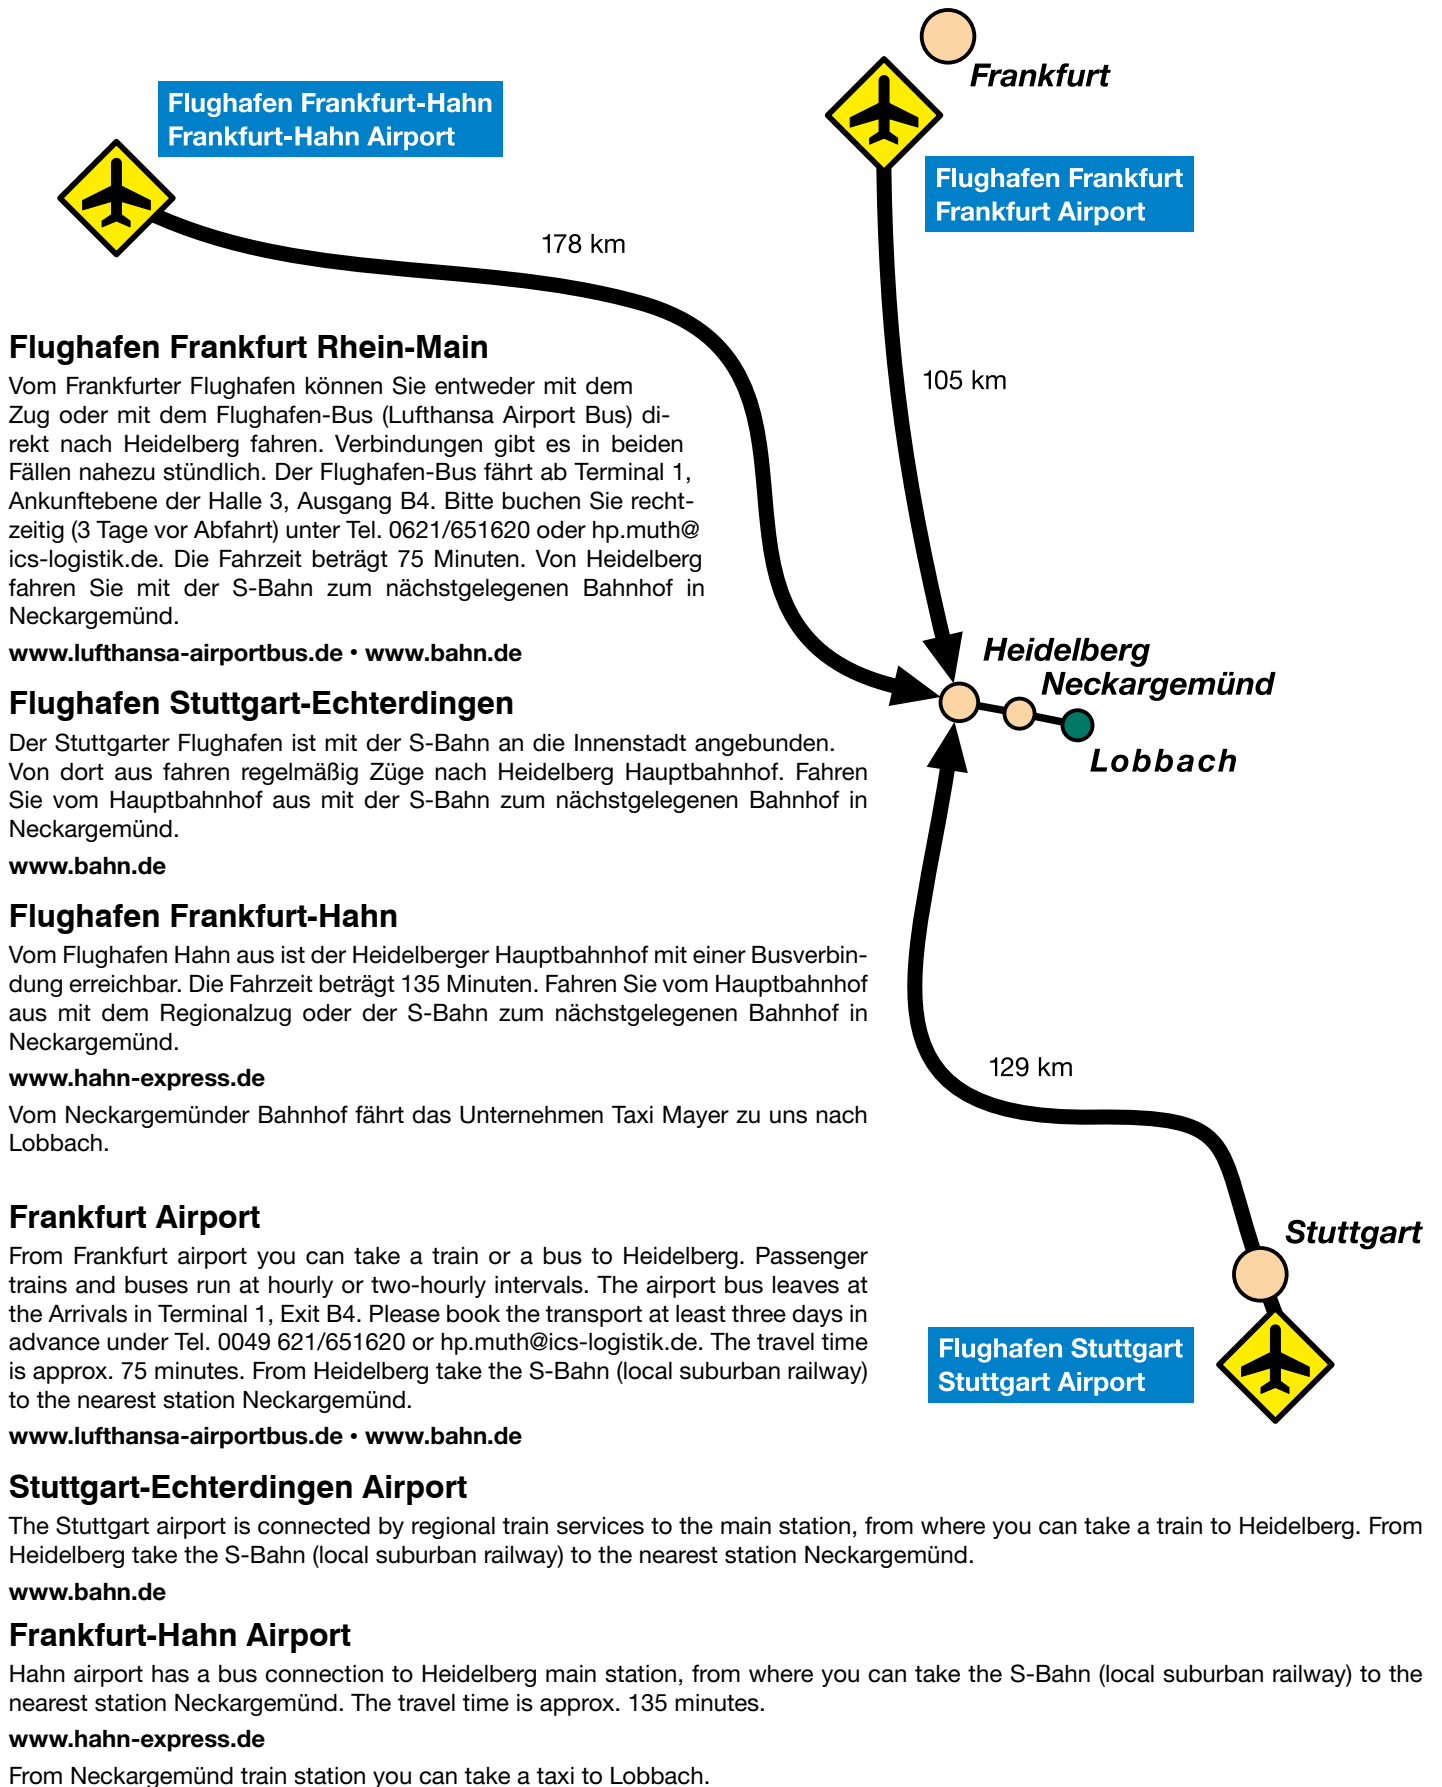 Frankfurt
Flughafen Frankfurt-Hahn
Frankfurt-Hahn Airport
Flughafen Frankfurt
Frankfurt Airport
178 km
105 km
Flughafen Frankfurt Rhein-Main
Vom Frankfurter Flughafen können Sie entweder mit dem
Zug oder mit dem Flughafen-Bus (Lufthansa Airport Bus) di-
rekt nach Heidelberg fahren. Verbindungen gibt es in beiden
Fällen nahezu stündlich. Der Flughafen-Bus fährt ab Terminal 1,
Ankunftebene der Halle 3, Ausgang B4. Bitte buchen Sie recht-
zeitig (3 Tage vor Abfahrt) unter Tel. 0621/651620 oder hp.muth@
ics-logistik.de. Die Fahrzeit beträgt 75 Minuten. Von Heidelberg
fahren Sie mit der S-Bahn zum nächstgelegenen Bahnhof in
Neckargemünd.
www.lufthansa-airportbus.de • www.bahn.de
Heidelberg
Neckargemünd
Lobbach
Flughafen Stuttgart-Echterdingen
Der Stuttgarter Flughafen ist mit der S-Bahn an die Innenstadt angebunden.
Von dort aus fahren regelmäßig Züge nach Heidelberg Hauptbahnhof. Fahren
Sie vom Hauptbahnhof aus mit der S-Bahn zum nächstgelegenen Bahnhof in
Neckargemünd.
www.bahn.de
Flughafen Frankfurt-Hahn
Vom Flughafen Hahn aus ist der Heidelberger Hauptbahnhof mit einer Busverbin-
dung erreichbar. Die Fahrzeit beträgt 135 Minuten. Fahren Sie vom Hauptbahnhof
aus mit dem Regionalzug oder der S-Bahn zum nächstgelegenen Bahnhof in
Neckargemünd.
www.hahn-express.de
Vom Neckargemünder Bahnhof fährt das Unternehmen Taxi Mayer zu uns nach
Lobbach.
129 km
Stuttgart
Flughafen Stuttgart
Stuttgart Airport
Frankfurt Airport
From Frankfurt airport you can take a train or a bus to Heidelberg. Passenger
trains and buses run at hourly or two-hourly intervals. The airport bus leaves at
the Arrivals in Terminal 1, Exit B4. Please book the transport at least three days in
advance under Tel. 0049 621/651620 or hp.muth@ics-logistik.de. The travel time
is approx. 75 minutes. From Heidelberg take the S-Bahn (local suburban railway)
to the nearest station Neckargemünd.
www.lufthansa-airportbus.de • www.bahn.de
Stuttgart-Echterdingen Airport
The Stuttgart airport is connected by regional train services to the main station, from where you can take a train to Heidelberg. From
Heidelberg take the S-Bahn (local suburban railway) to the nearest station Neckargemünd.
www.bahn.de
Frankfurt-Hahn Airport
Hahn airport has a bus connection to Heidelberg main station, from where you can take the S-Bahn (local suburban railway) to the
nearest station Neckargemünd. The travel time is approx. 135 minutes.
www.hahn-express.de
From Neckargemünd train station you can take a taxi to Lobbach.